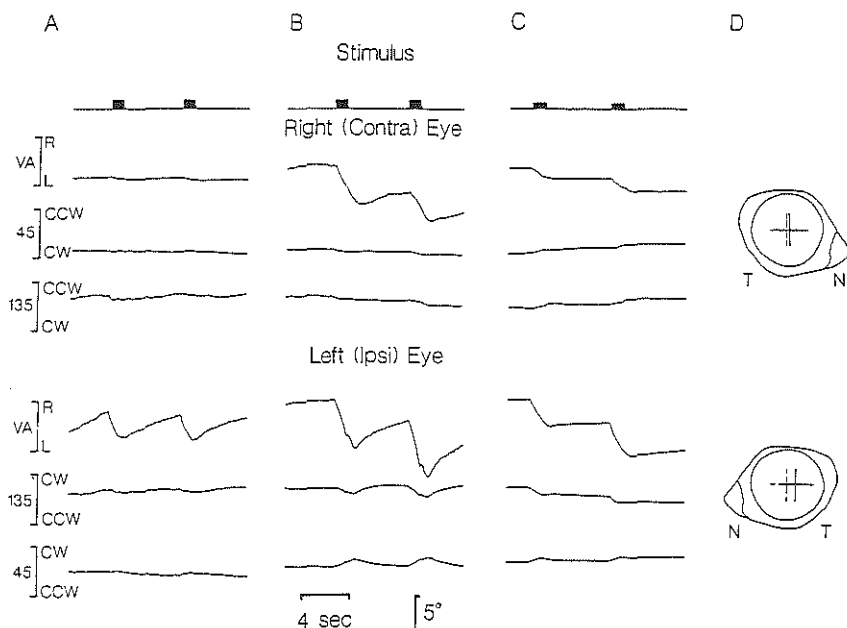 A B C D
Stimulus
Right (Contra) Eye
VA R L
45 CCW CW
135 CCW CW
T N
Left (Ipsi) Eye
VA R L
135 CW CCW
45 CW CCW
N T
4 sec 5°